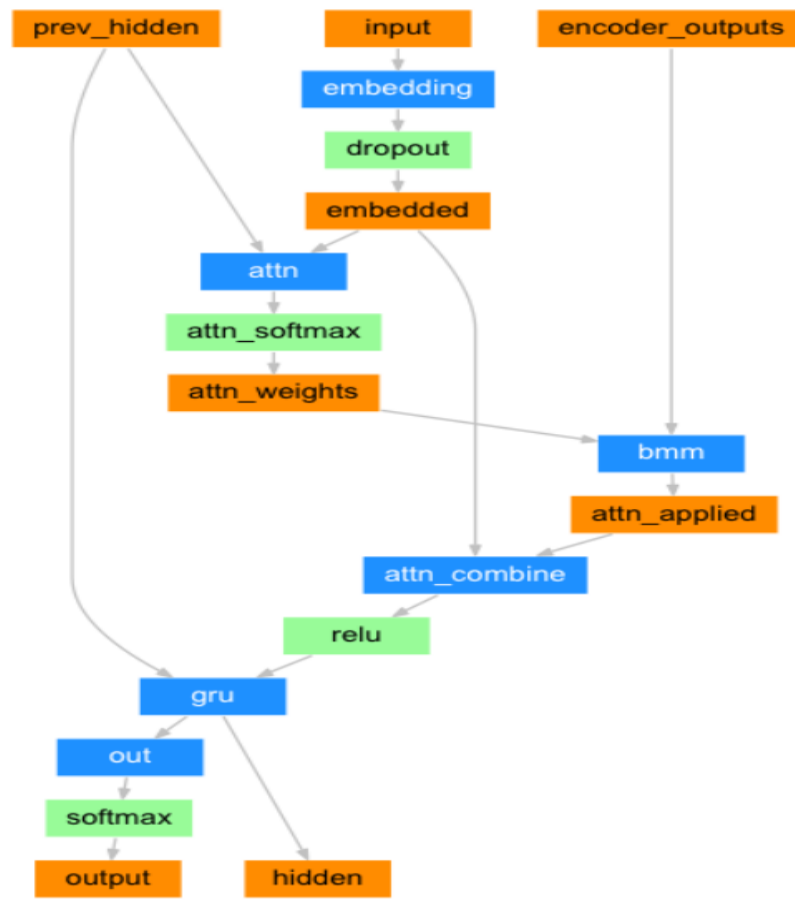 prev_hidden
input
encoder_outputs
embedding
dropout
embedded
attn
attn_softmax
attn_weights
bmm
attn_applied
attn_combine
relu
gru
out
softmax
output
hidden